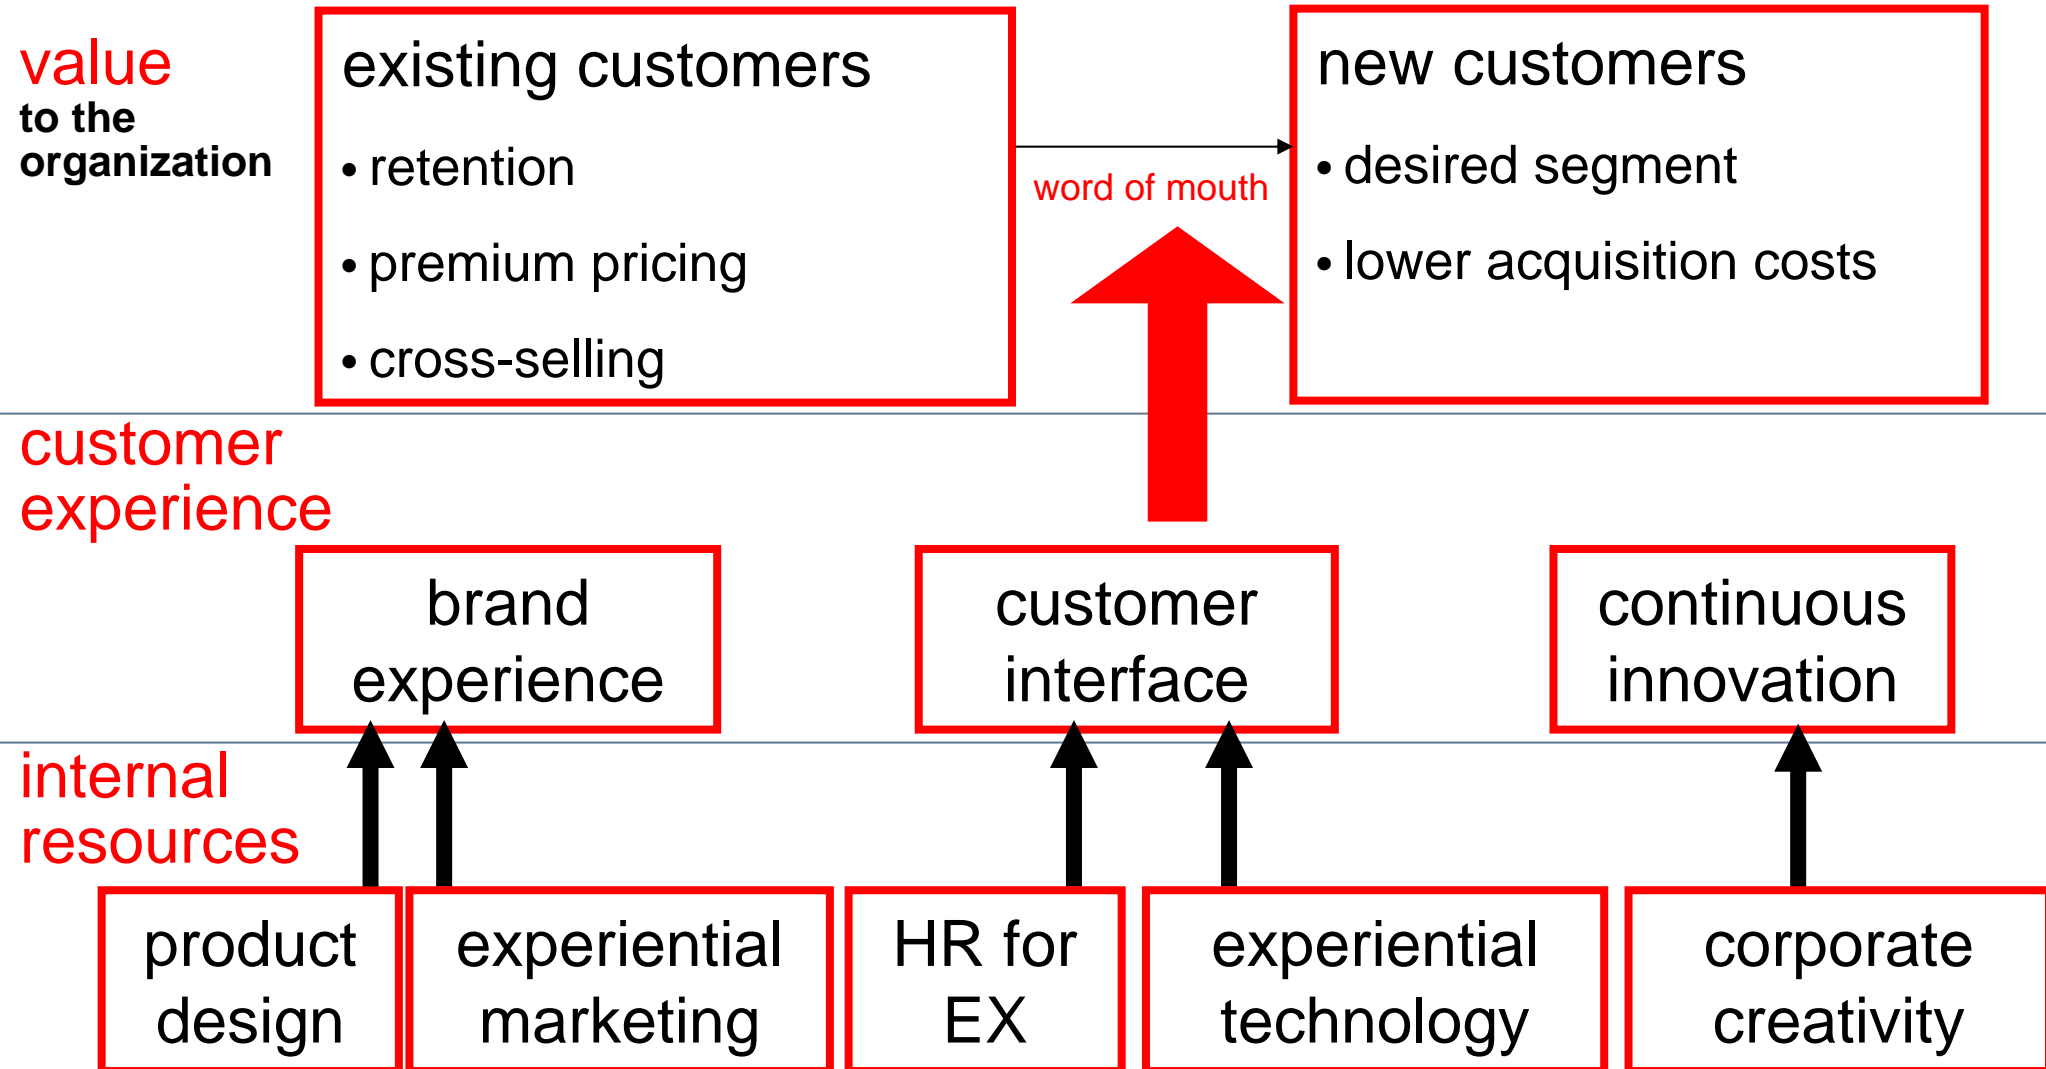 value
to the
organization
existing customers
• retention
• premium pricing
• cross-selling
word of mouth
new customers
• desired segment
• lower acquisition costs
customer
experience
brand
experience
customer
interface
continuous
innovation
internal
resources
product
design
experiential
marketing
HR for
EX
experiential
technology
corporate
creativity